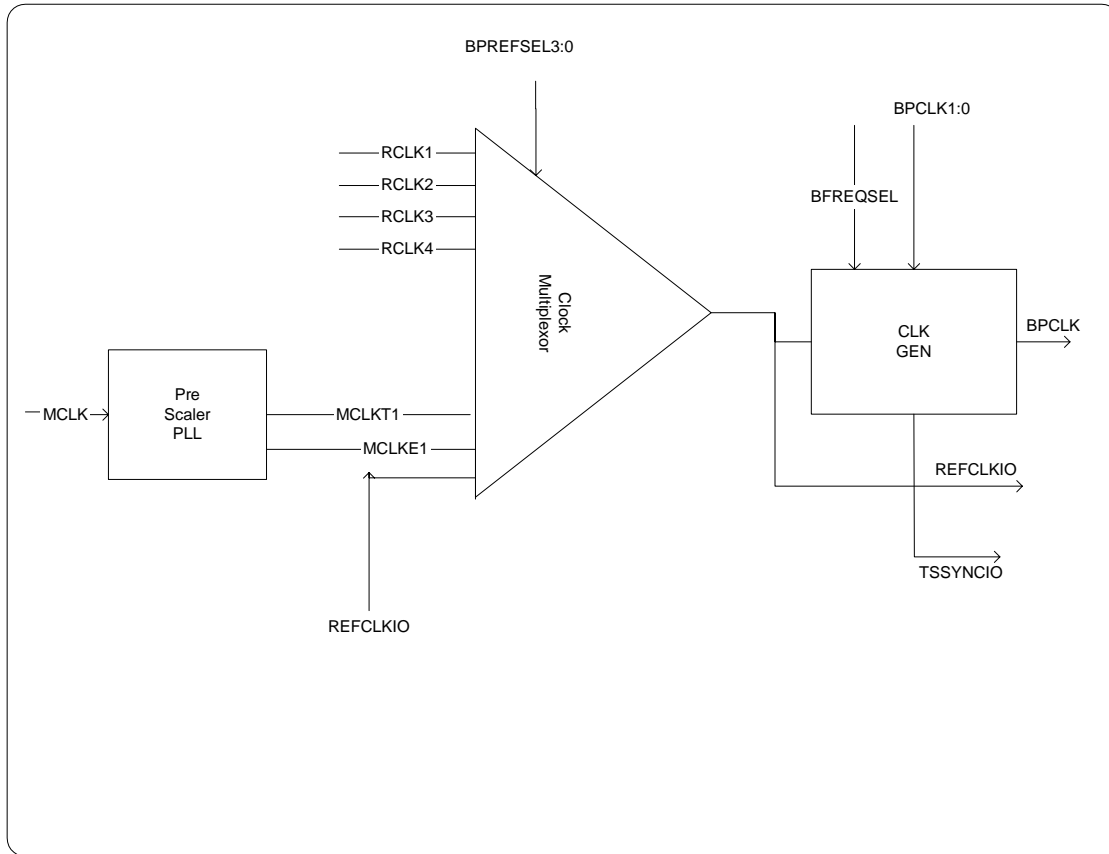 BPREFSEL3:0
BPCLK1:0
RCLK1
RCLK2
BFREQSEL
RCLK3
RCLK4
Clock
Multiplexor
CLK
GEN
BPCLK
Pre
Scaler
PLL
MCLK
MCLKT1
MCLKE1
REFCLKIO
TSSYNCIO
REFCLKIO